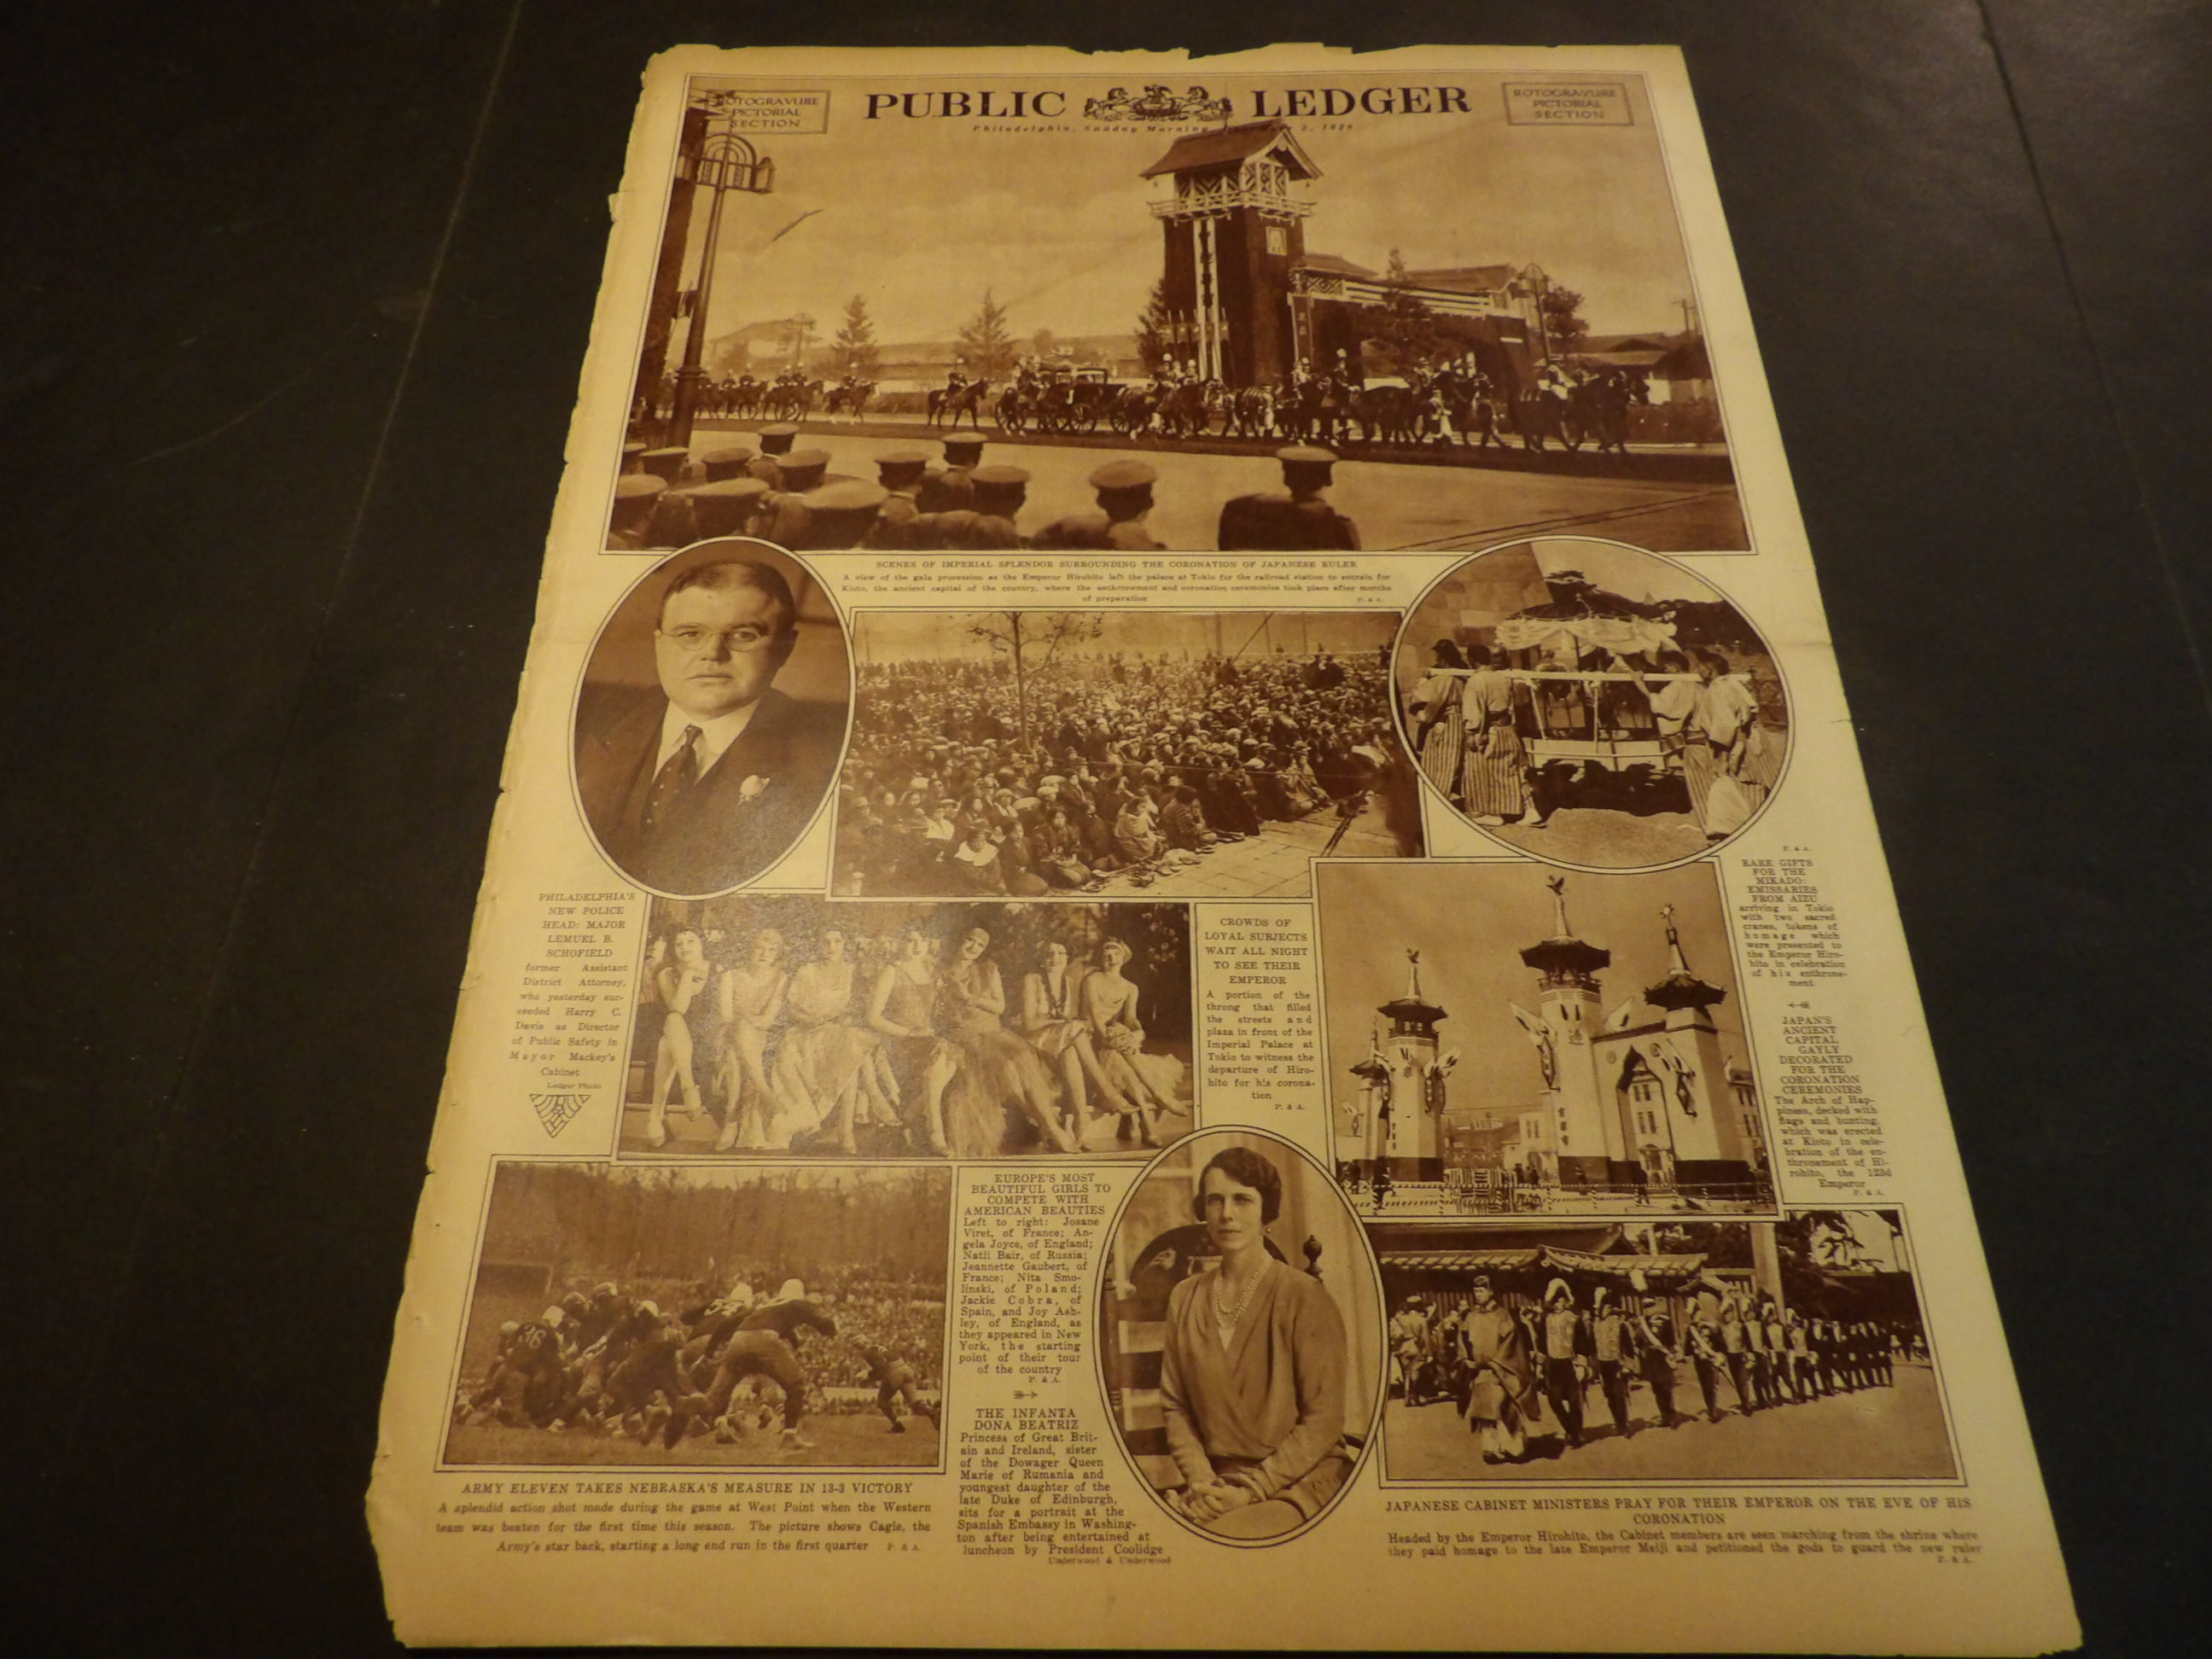 ROTOGRAVURE
PICTORIAL
SECTION
PUBLIC LEDGER
Philadelphia, Sunday Morning, 2, 1928
ROTOGRAVURE
PICTORIAL
SECTION
SCENES OF IMPERIAL SPLENDOR SURROUNDING THE CORONATION OF JAPANESE RULER
A view of the gala procession as the Emperor Hirohito left the palace at Tokio for the railroad station to entrain for
Kioto, the ancient capital of the country, where the enthronement and coronation ceremonies took place after months
of preparation
P. & A.
PHILADELPHIA'S
NEW POLICE
HEAD: MAJOR
LEMUEL B.
SCHOFIELD
former Assistant
District Attorney,
who yesterday suc-
ceeded Harry C.
Davis as Director
of Public Safety in
Mayor Mackey's
Cabinet
Ledger Photo
CROWDS OF
LOYAL SUBJECTS
WAIT ALL NIGHT
TO SEE THEIR
EMPEROR
A portion of the
throng that filled
the streets and
plaza in front of the
Imperial Palace at
Tokio to witness the
departure of Hiro-
hito for his corona-
tion
P. & A.
P. & A.
RARE GIFTS
FOR THE
MIKADO:
EMISSARIES
FROM AIZU
arriving in Tokio
with two sacred
cranes, tokens of
homage which
were presented to
the Emperor Hiro-
hito in celebration
of his enthrone-
ment
JAPAN'S
ANCIENT
CAPITAL
GAYLY
DECORATED
FOR THE
CORONATION
CEREMONIES
The Arch of Hap-
piness, decked with
flags and bunting,
which was erected
at Kioto in cele-
bration of the en-
thronement of Hi-
rohito, the 123d
Emperor
P. & A.
EUROPE'S MOST
BEAUTIFUL GIRLS TO
COMPETE WITH
AMERICAN BEAUTIES
Left to right: Josane
Viret, of France; An-
gela Joyce, of England;
Natli Bair, of Russia;
Jeannette Gaubert, of
France; Nita Smo-
linski, of Poland;
Jackie Cobra, of
Spain, and Joy Ash-
ley, of England, as
they appeared in New
York, the starting
point of their tour
of the country
P. & A.
THE INFANTA
DONA BEATRIZ
Princess of Great Brit-
ain and Ireland, sister
of the Dowager Queen
Marie of Rumania and
youngest daughter of the
late Duke of Edinburgh,
sits for a portrait at the
Spanish Embassy in Washing-
ton after being entertained at
luncheon by President Coolidge
Underwood & Underwood
36
ARMY ELEVEN TAKES NEBRASKA'S MEASURE IN 13-3 VICTORY
A splendid action shot made during the game at West Point when the Western
team was beaten for the first time this season. The picture shows Cagle, the
Army's star back, starting a long end run in the first quarter P. & A.
JAPANESE CABINET MINISTERS PRAY FOR THEIR EMPEROR ON THE EVE OF HIS
CORONATION
Headed by the Emperor Hirohito, the Cabinet members are seen marching from the shrine where
they paid homage to the late Emperor Meiji and petitioned the gods to guard the new ruler
P. & A.